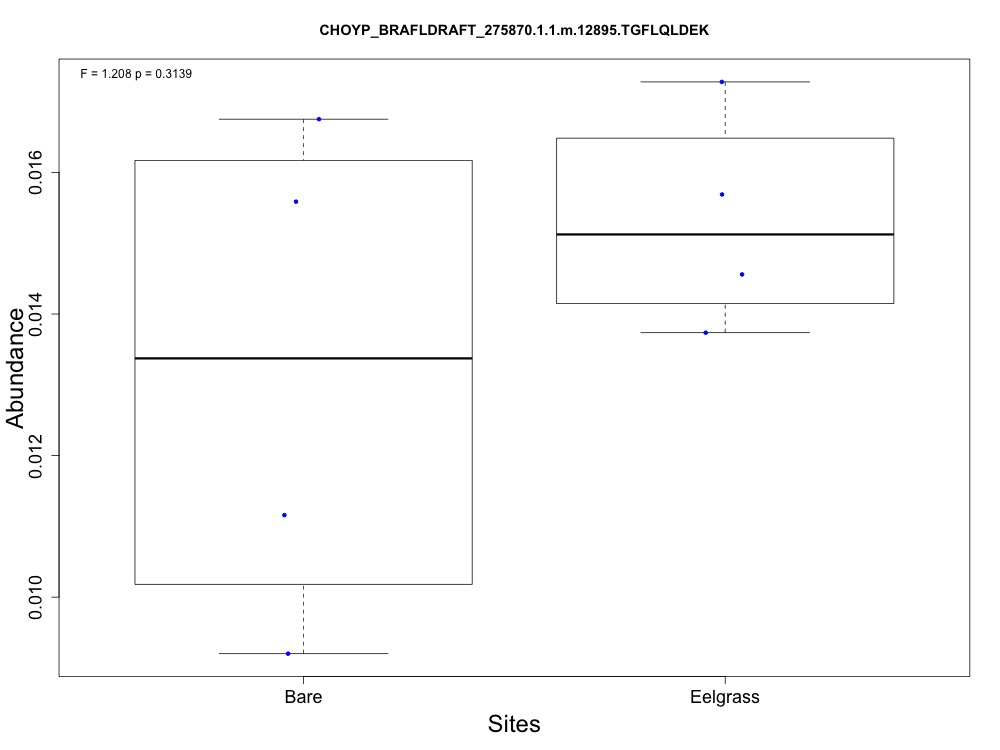 CHOYP_BRAFLDRAFT_275870.1.1.m.12895.TGFLQLDEK
F = 1.208 p = 0.3139
0.016
0.014
0.012
0.010
Abundance
Bare
Eelgrass
Sites